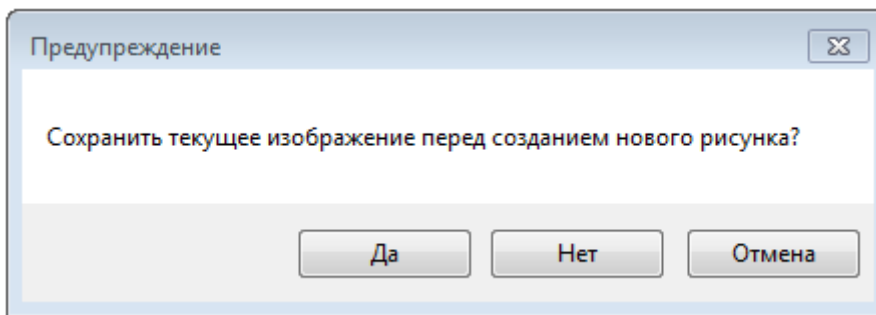 Предупреждение
Сохранить текущее изображение перед созданием нового рисунка?
Да Нет Отмена